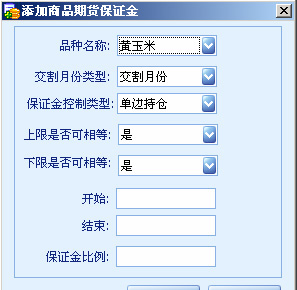 添加商品期货保证金
品种名称: 黄玉米
交割月份类型: 交割月份
保证金控制类型: 单边持仓
上限是否可相等: 是
下限是否可相等: 是
开始:
结束:
保证金比例: